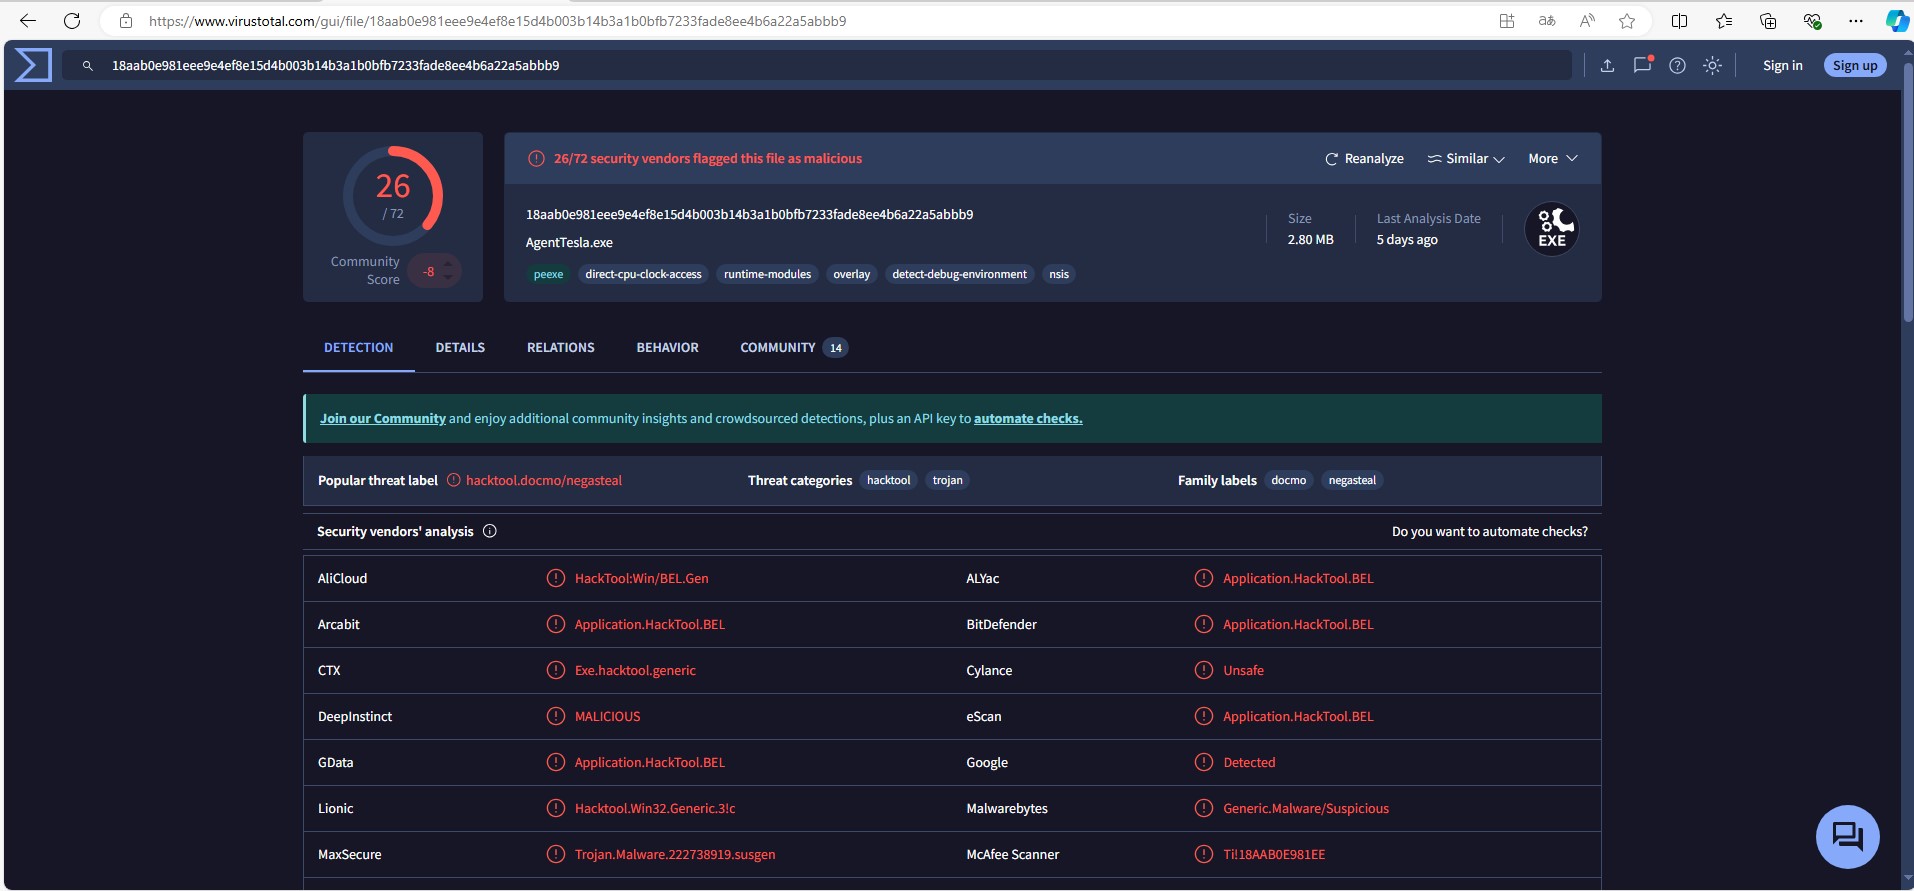 https://www.virustotal.com/gui/file/18aab0e981eee9e4ef8e15d4b003b14b3a1b0bfb7233fade8ee4b6a22a5abbb9
18aab0e981eee9e4ef8e15d4b003b14b3a1b0bfb7233fade8ee4b6a22a5abbb9
Sign in
Sign up
26
/ 72
Community
Score
-8
26/72 security vendors flagged this file as malicious
Reanalyze
Similar
More
18aab0e981eee9e4ef8e15d4b003b14b3a1b0bfb7233fade8ee4b6a22a5abbb9
AgentTesla.exe
Size
2.80 MB
Last Analysis Date
5 days ago
EXE
peexe direct-cpu-clock-access runtime-modules overlay detect-debug-environment nsis
DETECTION DETAILS RELATIONS BEHAVIOR COMMUNITY 14
Join our Community and enjoy additional community insights and crowdsourced detections, plus an API key to automate checks.
Popular threat label hacktool.docmo/negasteal Threat categories hacktool trojan Family labels docmo negasteal
Security vendors' analysis Do you want to automate checks?
AliCloud HackTool:Win/BEL.Gen ALYac Application.HackTool.BEL
Arcabit Application.HackTool.BEL BitDefender Application.HackTool.BEL
CTX Exe.hacktool.generic Cylance Unsafe
DeepInstinct MALICIOUS eScan Application.HackTool.BEL
GData Application.HackTool.BEL Google Detected
Lionic Hacktool.Win32.Generic.3!c Malwarebytes Generic.Malware/Suspicious
MaxSecure Trojan.Malware.222738919.susgen McAfee Scanner Ti!18AAB0E981EE